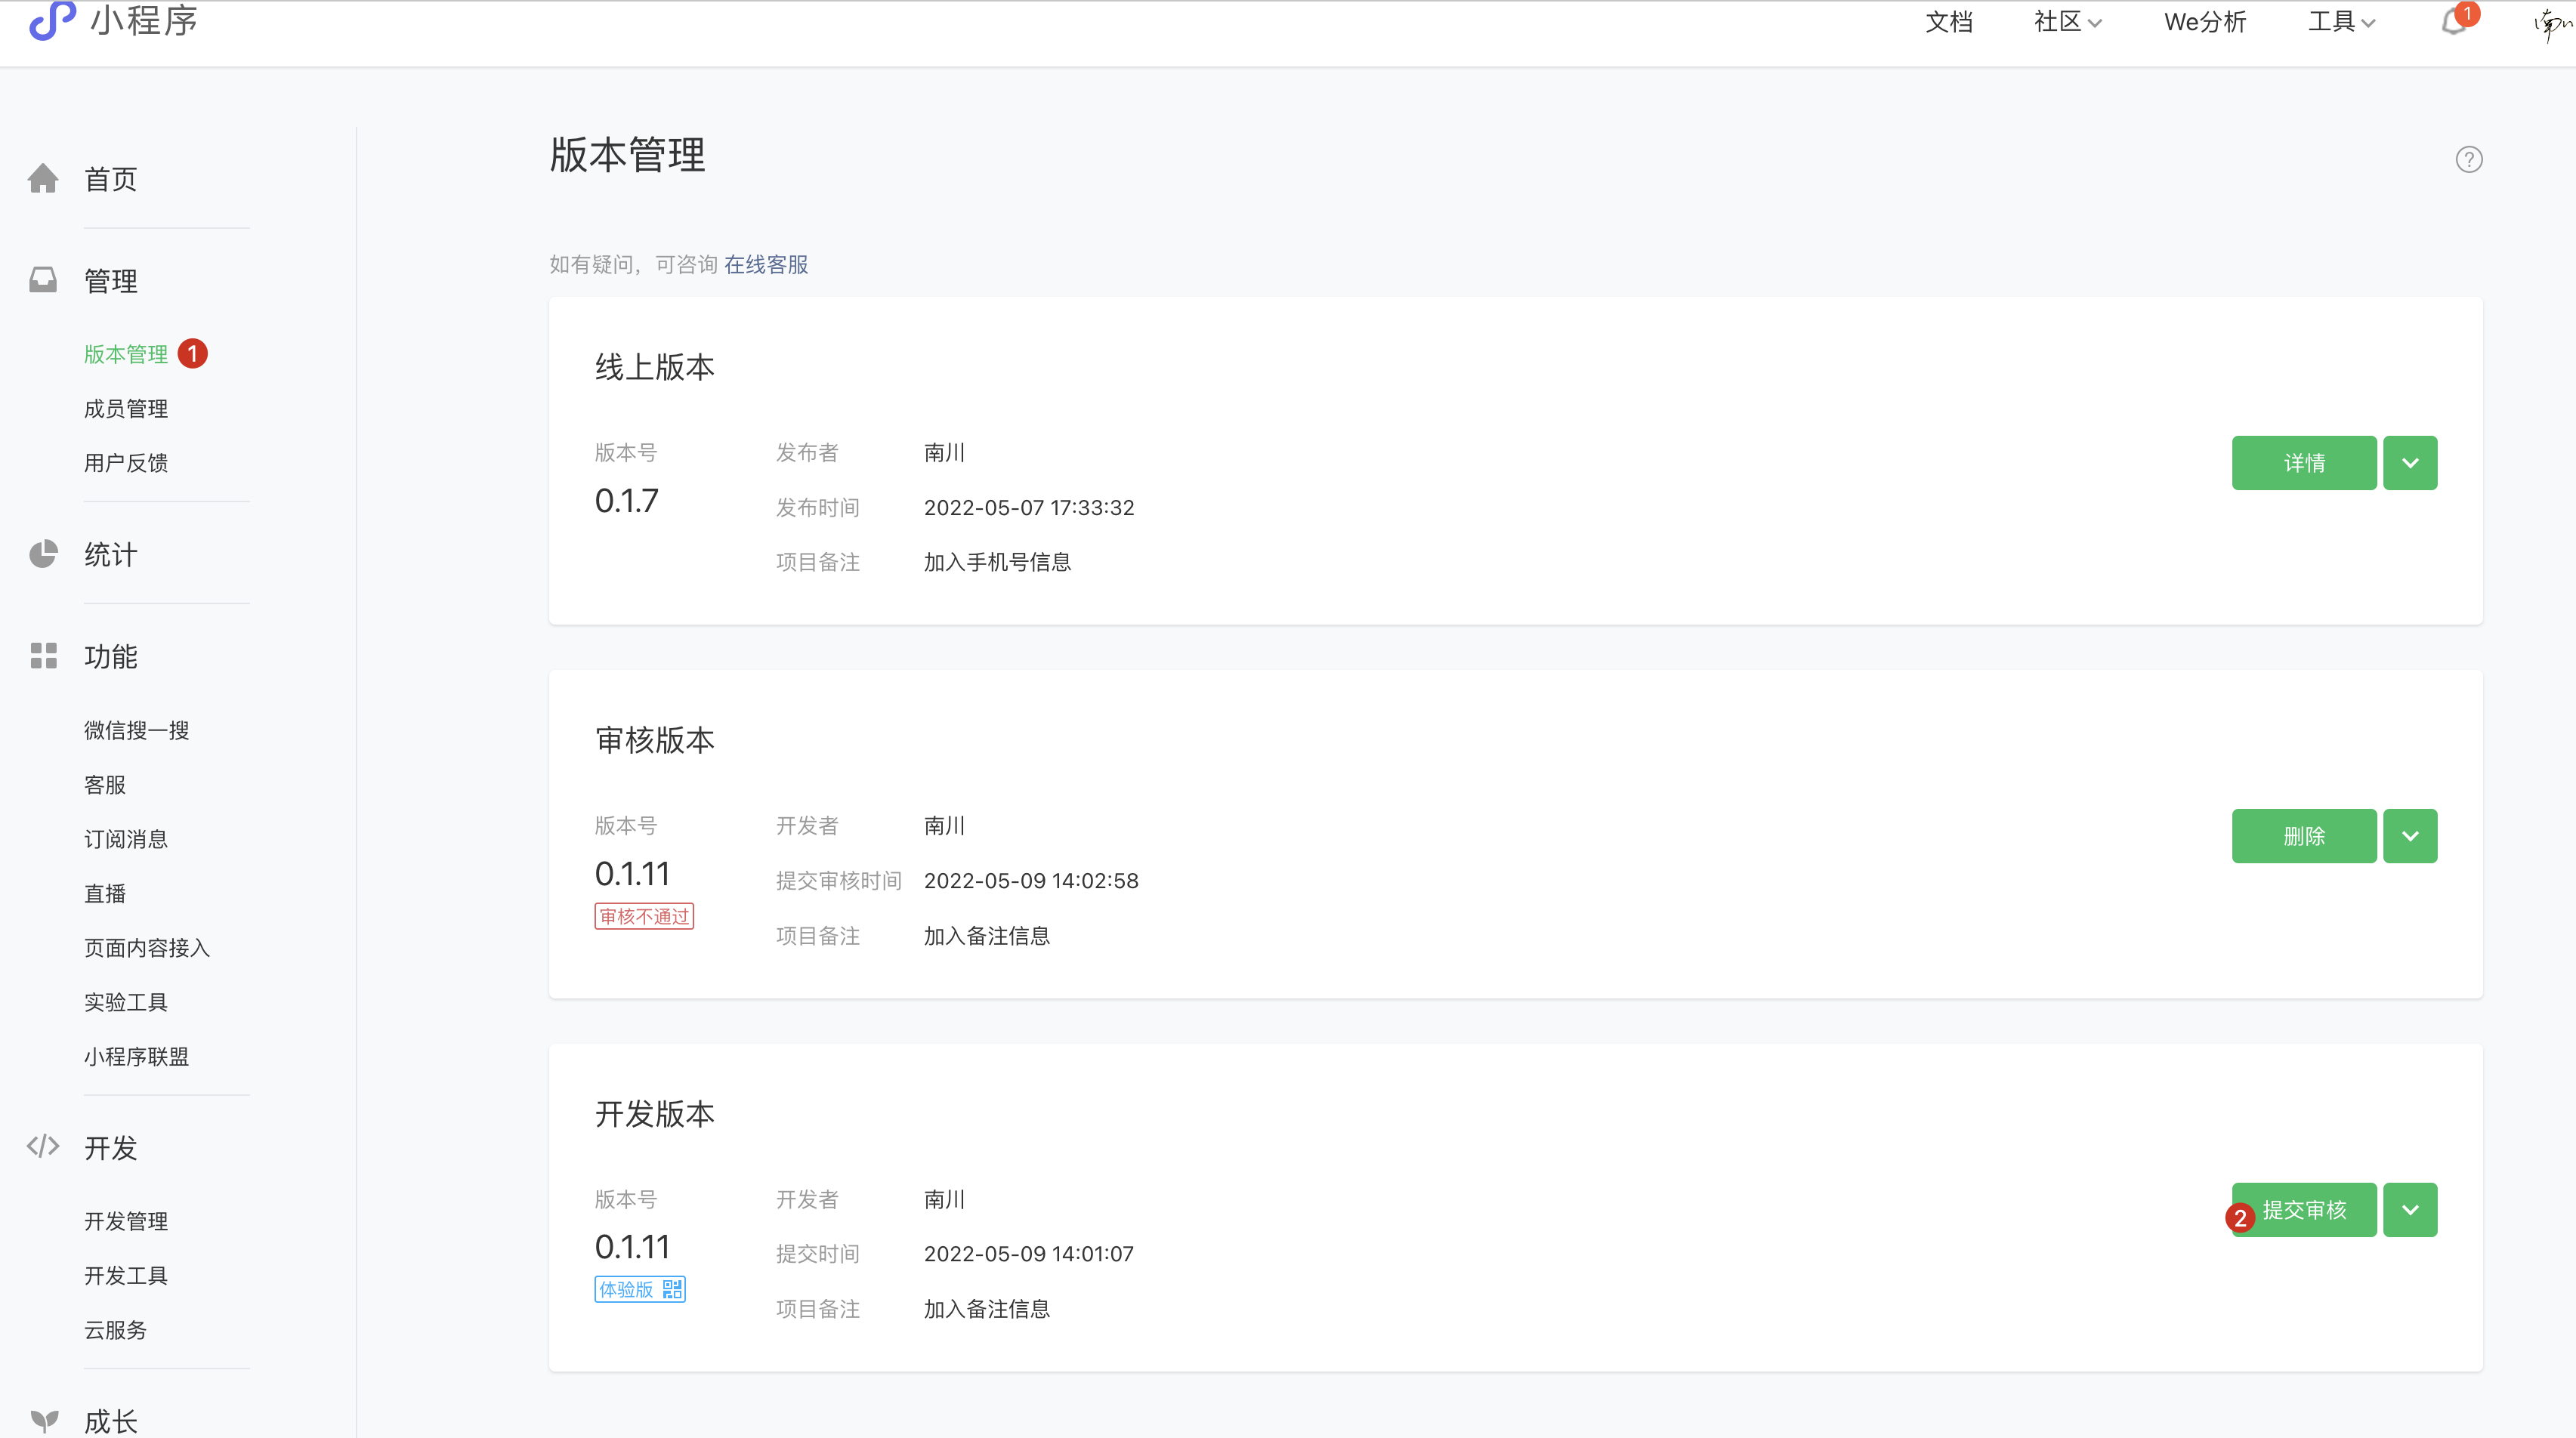 小程序
文档 社区 We分析 工具 1
首页
管理
版本管理 1
成员管理
用户反馈
统计
功能
微信搜一搜
客服
订阅消息
直播
页面内容接入
实验工具
小程序联盟
开发
开发管理
开发工具
云服务
成长
版本管理
?
如有疑问，可咨询 在线客服
线上版本
版本号
0.1.7
发布者 南川
发布时间 2022-05-07 17:33:32
项目备注 加入手机号信息
详情
审核版本
版本号
0.1.11
审核不通过
开发者 南川
提交审核时间 2022-05-09 14:02:58
项目备注 加入备注信息
删除
开发版本
版本号
0.1.11
体验版
开发者 南川
提交时间 2022-05-09 14:01:07
项目备注 加入备注信息
2 提交审核